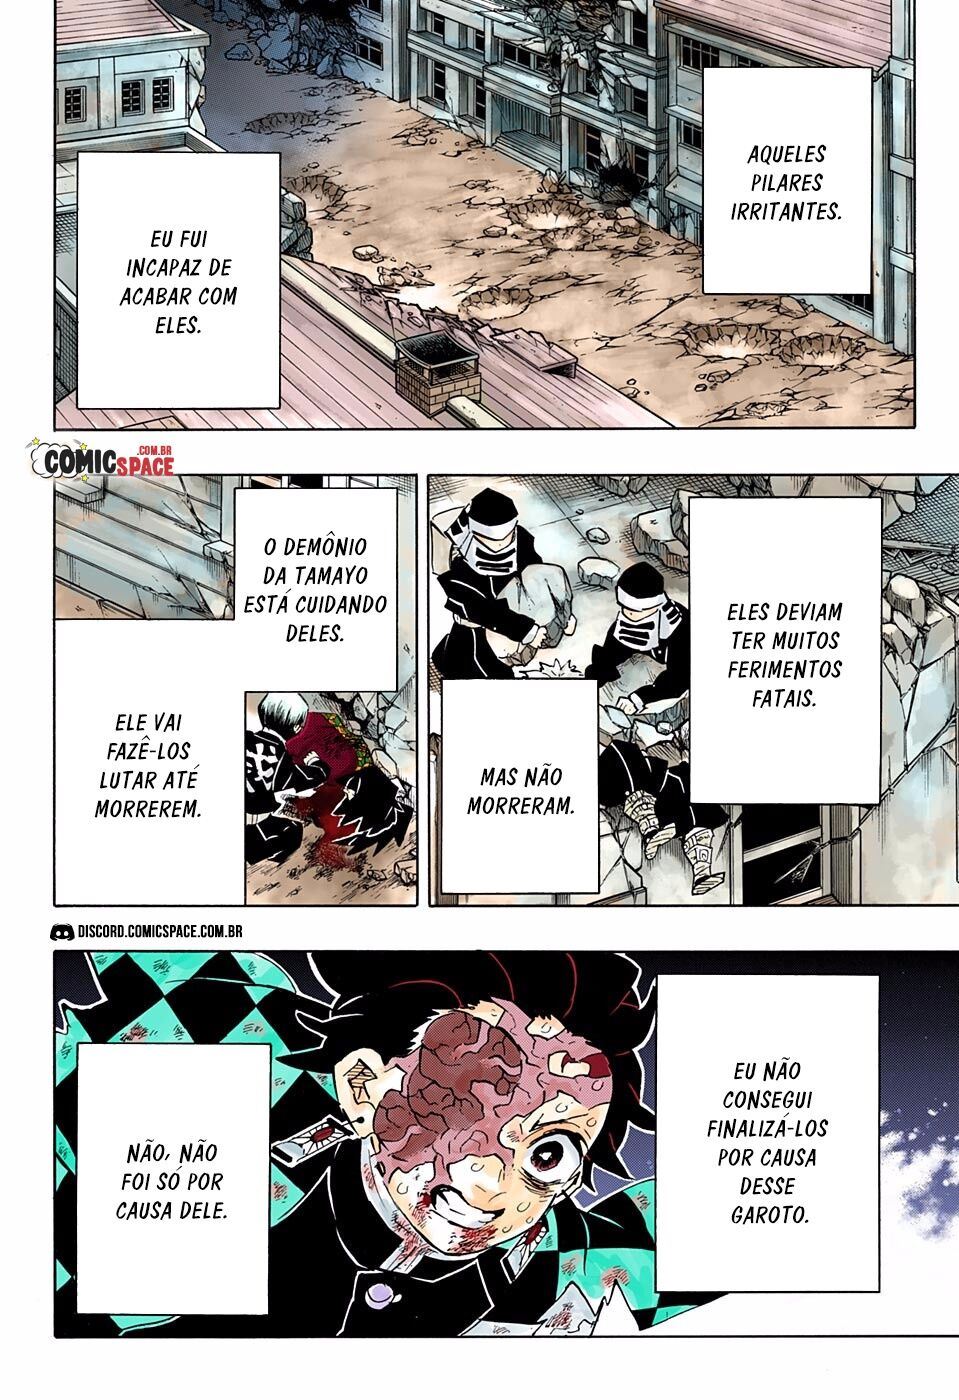 AQUELES
PILARES
IRRITANTES.
EU FUI
INCAPAZ DE
ACABAR COM
ELES.
COMICSPACE
.COM.BR
ELES DEVIAM
TER MUITOS
FERIMENTOS
FATAIS.
MAS NÃO
MORRERAM.
O DEMÔNIO
DA TAMAYO
ESTÁ CUIDANDO
DELES.
ELE VAI
FAZÊ-LOS
LUTAR ATÉ
MORREREM.
DISCORD.COMICSPACE.COM.BR
EU NÃO
CONSEGUI
FINALIZÁ-LOS
POR CAUSA
DESSE
GAROTO.
NÃO, NÃO
FOI SÓ POR
CAUSA DELE.